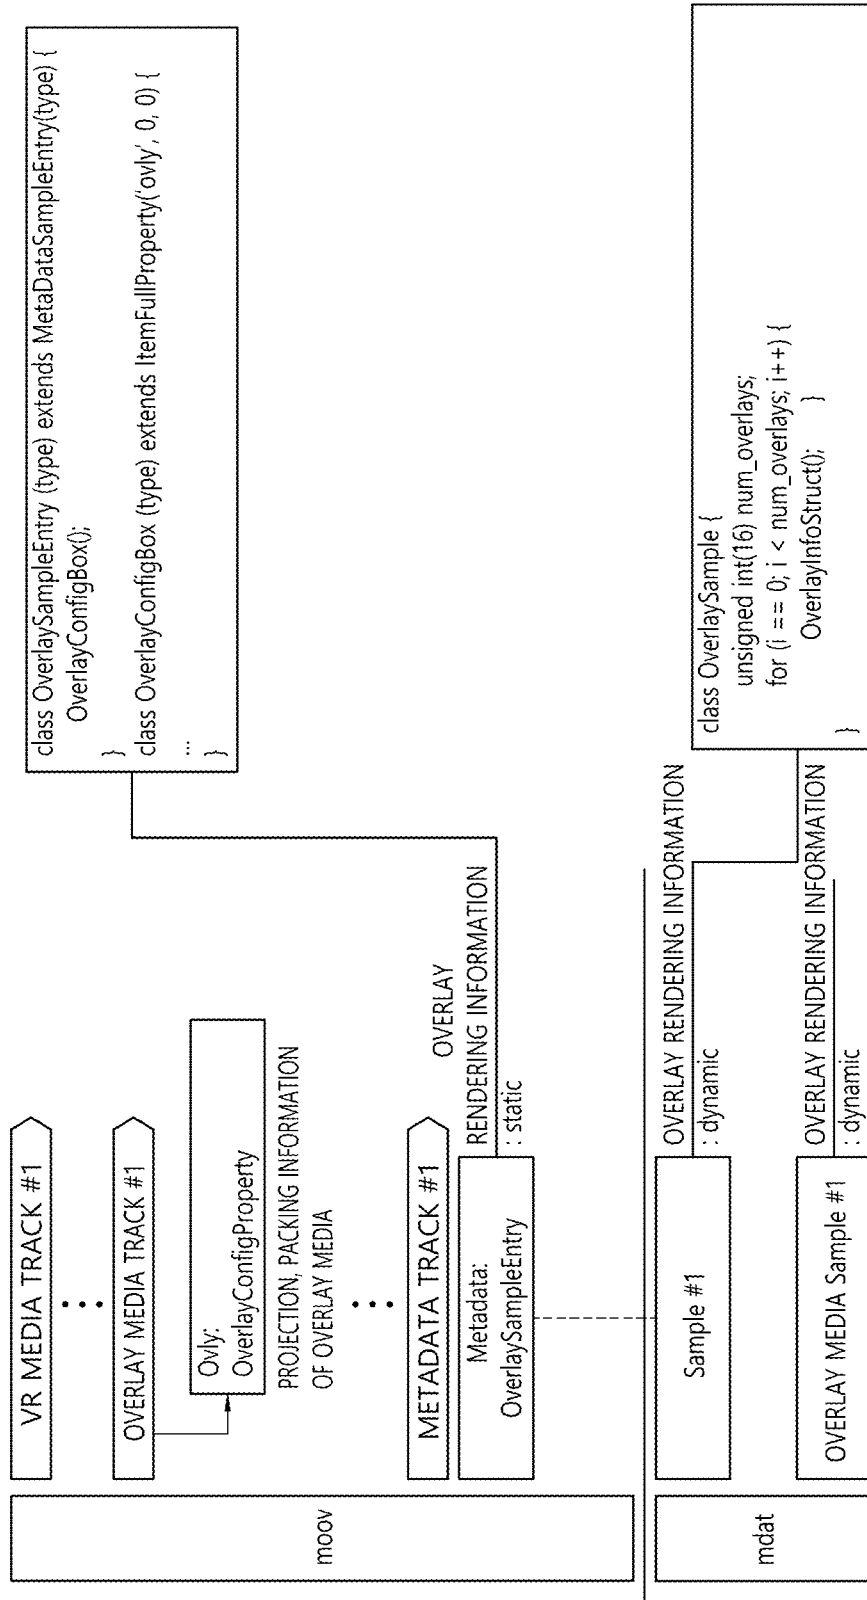 moov
VR MEDIA TRACK #1
OVERLAY MEDIA TRACK #1
Ovly:
OverlayConfigProperty
PROJECTION, PACKING INFORMATION
OF OVERLAY MEDIA
METADATA TRACK #1
Metadata:
OverlaySampleEntry
OVERLAY
RENDERING INFORMATION
: static
class OverlaySampleEntry (type) extends MetaDataSampleEntry(type) {
OverlayConfigBox();
}
class OverlayConfigBox (type) extends ItemFullProperty('ovly', 0, 0) {
...
}
mdat
Sample #1
OVERLAY RENDERING INFORMATION
: dynamic
OVERLAY MEDIA Sample #1
OVERLAY RENDERING INFORMATION
: dynamic
class OverlaySample {
unsigned int(16) num_overlays;
for (i == 0; i < num_overlays; i++) {
OverlayInfoStruct(); }
}